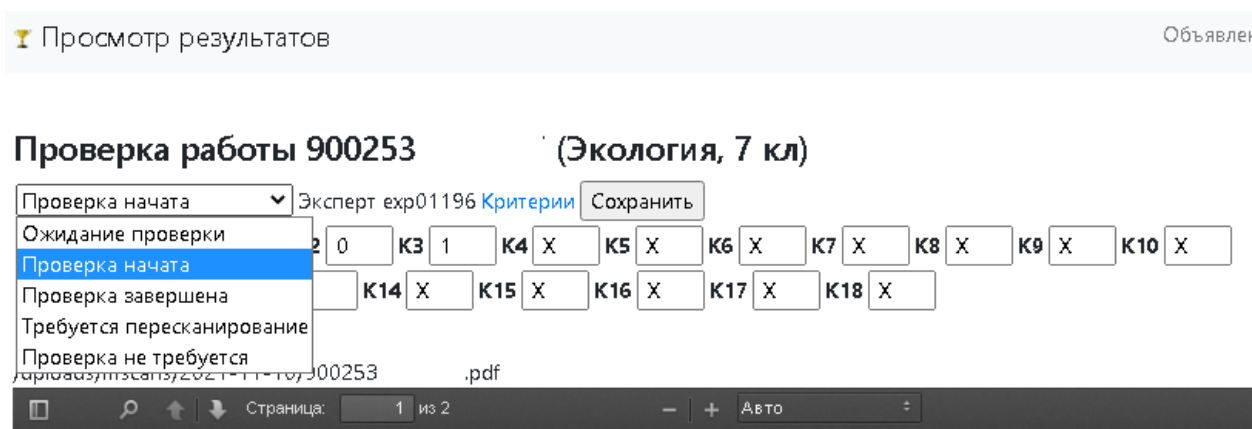 Просмотр результатов
Объявлен
Проверка работы 900253 (Экология, 7 кл)
Проверка начата Эксперт exp01196 Критерии Сохранить
Ожидание проверки
2 0 К3 1 К4 X К5 X К6 X К7 X К8 X К9 X К10 X
Проверка начата
Проверка завершена
К14 X К15 X К16 X К17 X К18 X
Требуется пересканирование
Проверка не требуется
900253 .pdf
Страница: 1 из 2 Авто